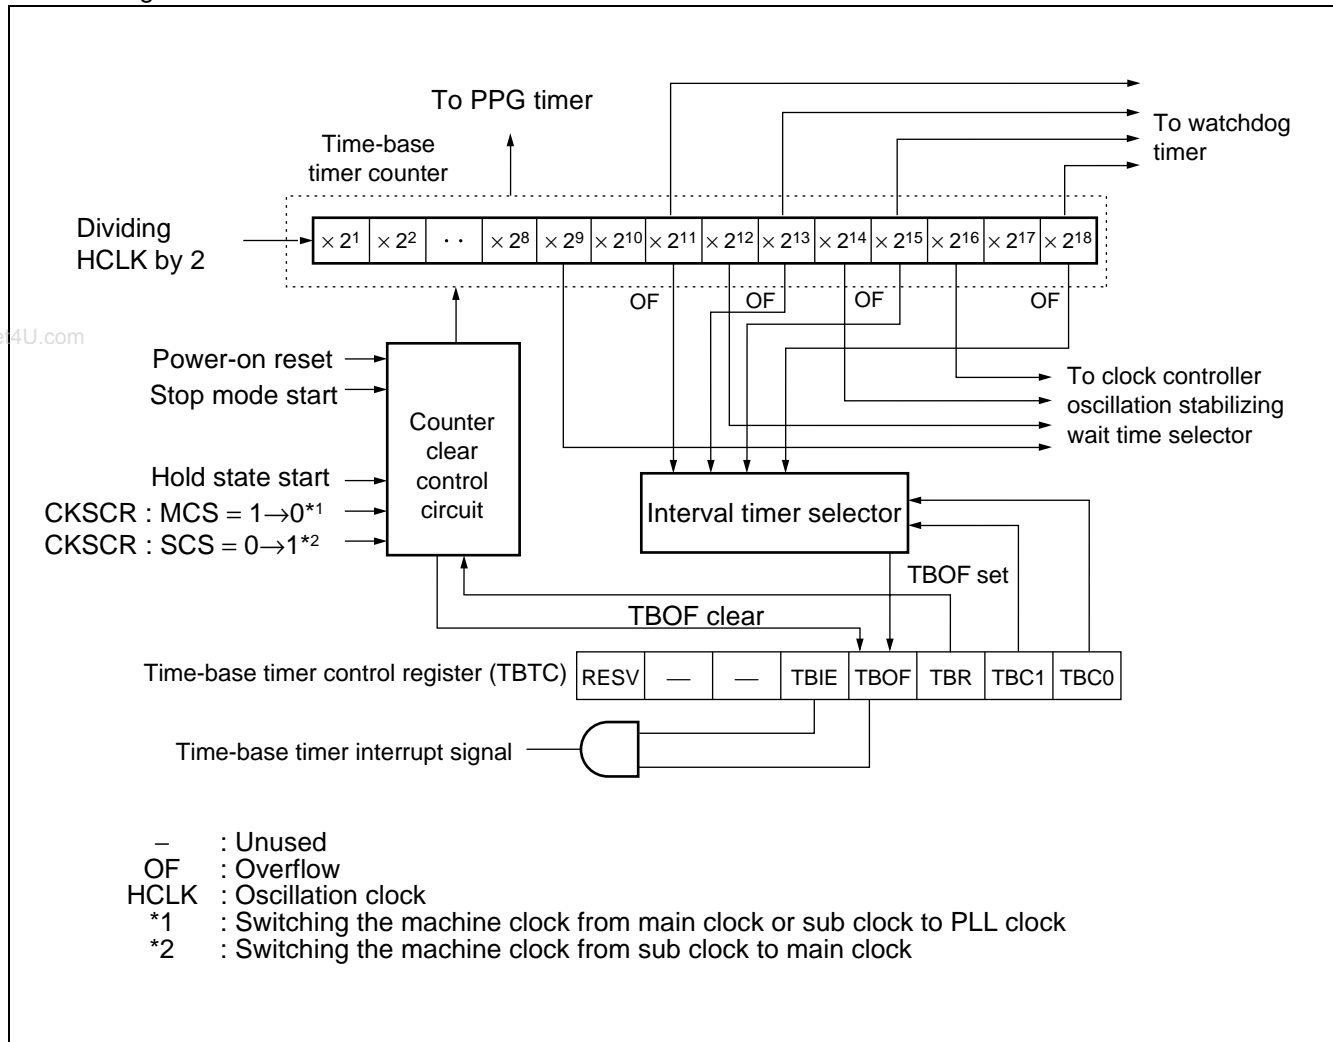 To PPG timer
To watchdog
timer
Time-base
timer counter
Dividing
HCLK by 2
× 2¹ × 2² · · × 2⁸ × 2⁹ × 2¹⁰ × 2¹¹ × 2¹² × 2¹³ × 2¹⁴ × 2¹⁵ × 2¹⁶ × 2¹⁷ × 2¹⁸
OF OF OF OF
et4U.com
Power-on reset
Stop mode start
Hold state start
CKSCR : MCS = 1→0*1
CKSCR : SCS = 0→1*2
Counter
clear
control
circuit
To clock controller
oscillation stabilizing
wait time selector
Interval timer selector
TBOF set
TBOF clear
Time-base timer control register (TBTC) RESV — — TBIE TBOF TBR TBC1 TBC0
Time-base timer interrupt signal
– : Unused
OF : Overflow
HCLK : Oscillation clock
*1 : Switching the machine clock from main clock or sub clock to PLL clock
*2 : Switching the machine clock from sub clock to main clock